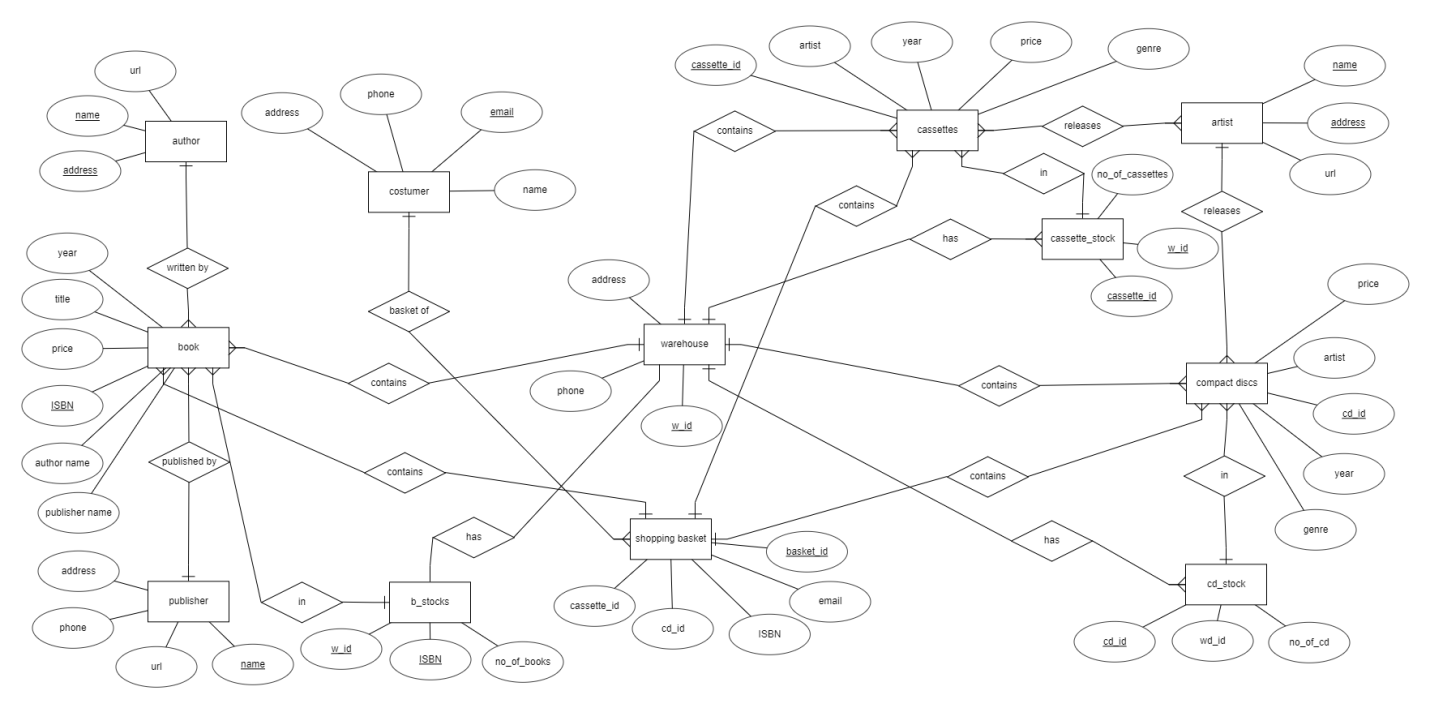 cassette_id
artist
year
price
genre
name
address
url
cassettes
releases
artist
contains
in
no_of_cassettes
w_id
cassette_id
cassette_stock
has
contains
releases
url
name
address
author
written by
address
phone
email
name
costumer
basket of
year
title
price
ISBN
author name
publisher name
book
contains
published by
contains
address
phone
url
name
publisher
in
b_stocks
w_id
ISBN
no_of_books
has
address
phone
w_id
warehouse
contains
contains
has
shopping basket
basket_id
email
ISBN
cd_id
cassette_id
compact discs
price
artist
cd_id
year
genre
in
cd_stock
cd_id
wd_id
no_of_cd
contains